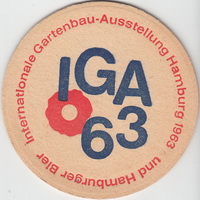 Internationale Gartenbau-Ausstellung Hamburg 1963
und Hamburger Bier
IGA
63